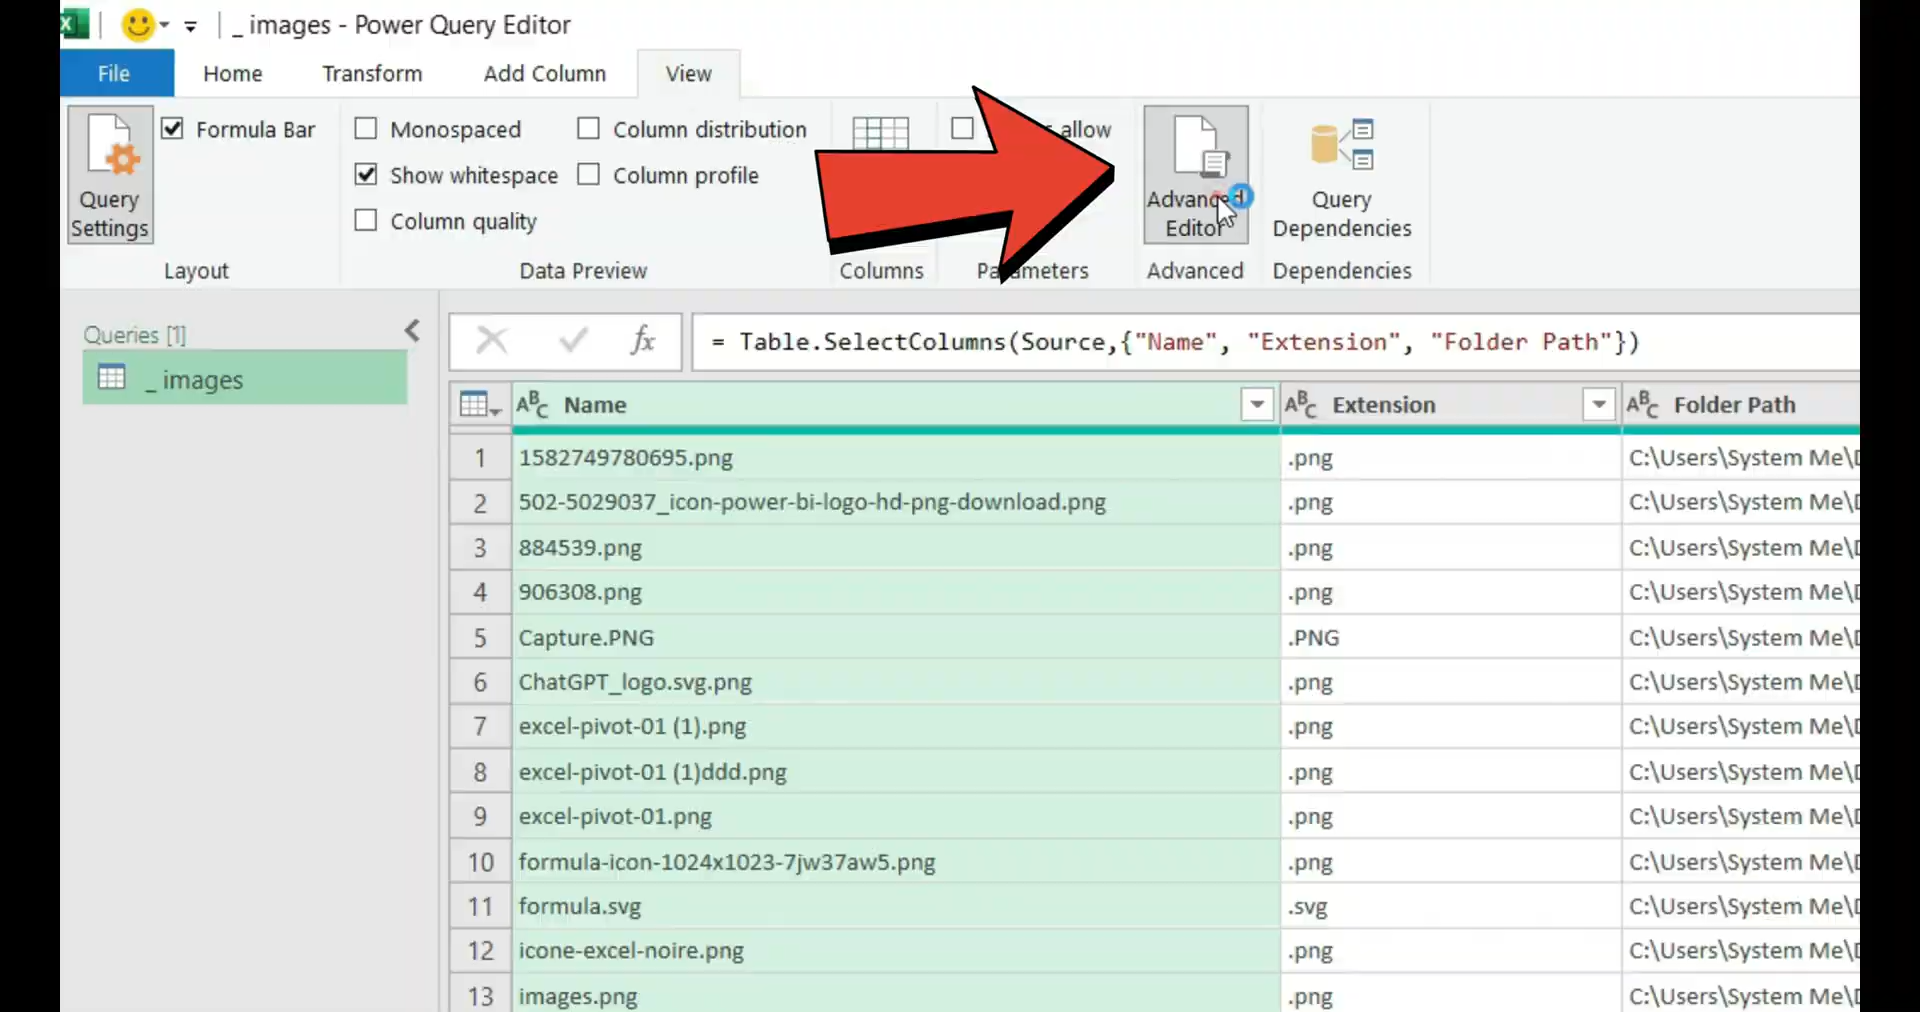 _ images - Power Query Editor
File Home Transform Add Column View
Query Settings
Formula Bar
Layout
Monospaced
Show whitespace
Column quality
Column distribution
Column profile
Data Preview
Columns
allow
Parameters
Advanced Editor
Advanced
Query Dependencies
Dependencies
Queries [1]
_ images
fx = Table.SelectColumns(Source,{"Name", "Extension", "Folder Path"})
ABC Name ABC Extension ABC Folder Path
1 1582749780695.png .png C:\Users\System Me\
2 502-5029037_icon-power-bi-logo-hd-png-download.png .png C:\Users\System Me\
3 884539.png .png C:\Users\System Me\
4 906308.png .png C:\Users\System Me\
5 Capture.PNG .PNG C:\Users\System Me\
6 ChatGPT_logo.svg.png .png C:\Users\System Me\
7 excel-pivot-01 (1).png .png C:\Users\System Me\
8 excel-pivot-01 (1)ddd.png .png C:\Users\System Me\
9 excel-pivot-01.png .png C:\Users\System Me\
10 formula-icon-1024x1023-7jw37aw5.png .png C:\Users\System Me\
11 formula.svg .svg C:\Users\System Me\
12 icone-excel-noire.png .png C:\Users\System Me\
13 images.png .png C:\Users\System Me\